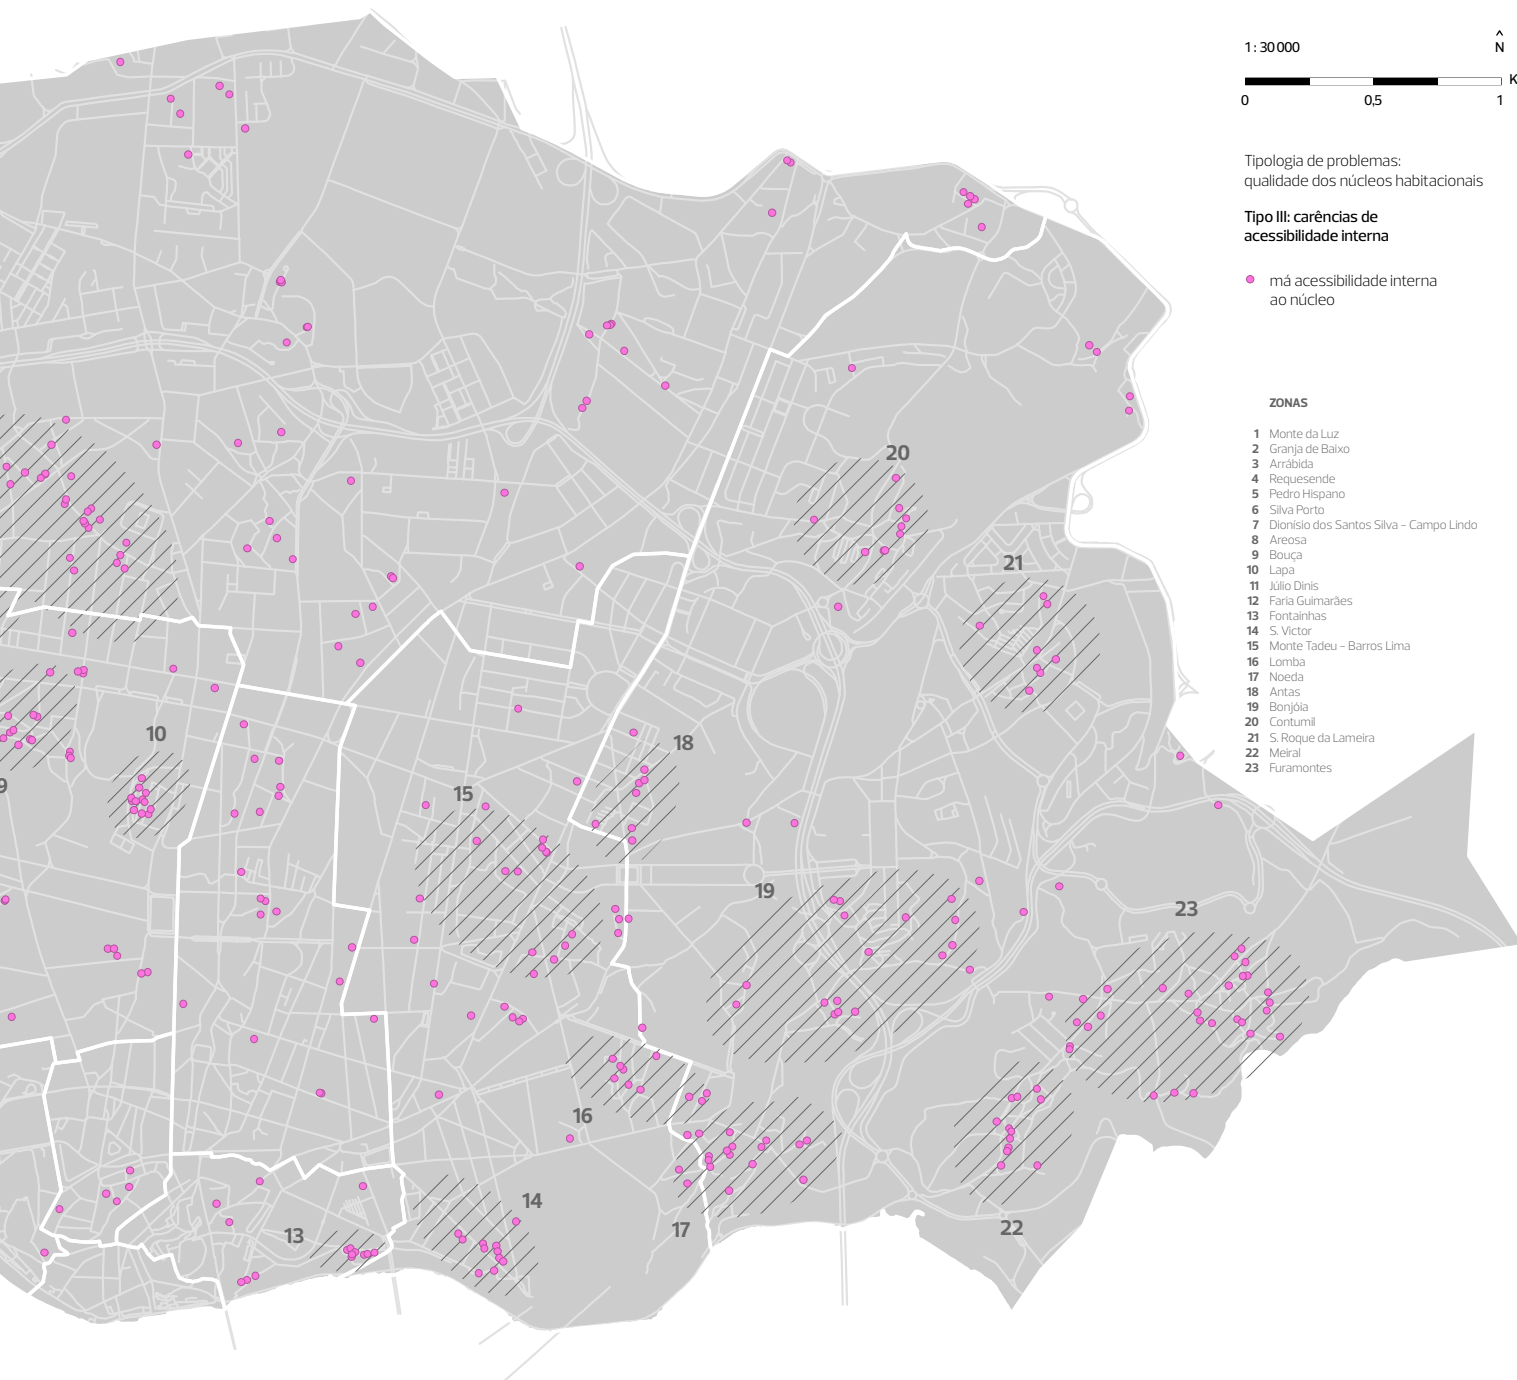 1 : 30 000
^
N
K
0 0,5 1
Tipologia de problemas:
qualidade dos núcleos habitacionais
Tipo III: carências de
acessibilidade interna
má acessibilidade interna
ao núcleo
ZONAS
1 Monte da Luz
2 Granja de Baixo
3 Arrábida
4 Requesende
5 Pedro Hispano
6 Silva Porto
7 Dionísio dos Santos Silva – Campo Lindo
8 Areosa
9 Bouça
10 Lapa
11 Júlio Dinis
12 Faria Guimarães
13 Fontainhas
14 S. Victor
15 Monte Tadeu – Barros Lima
16 Lomba
17 Noeda
18 Antas
19 Bonjóia
20 Contumil
21 S. Roque da Lameira
22 Meiral
23 Furamontes
20
21
10
18
9
15
19
23
16
14
13
17
22